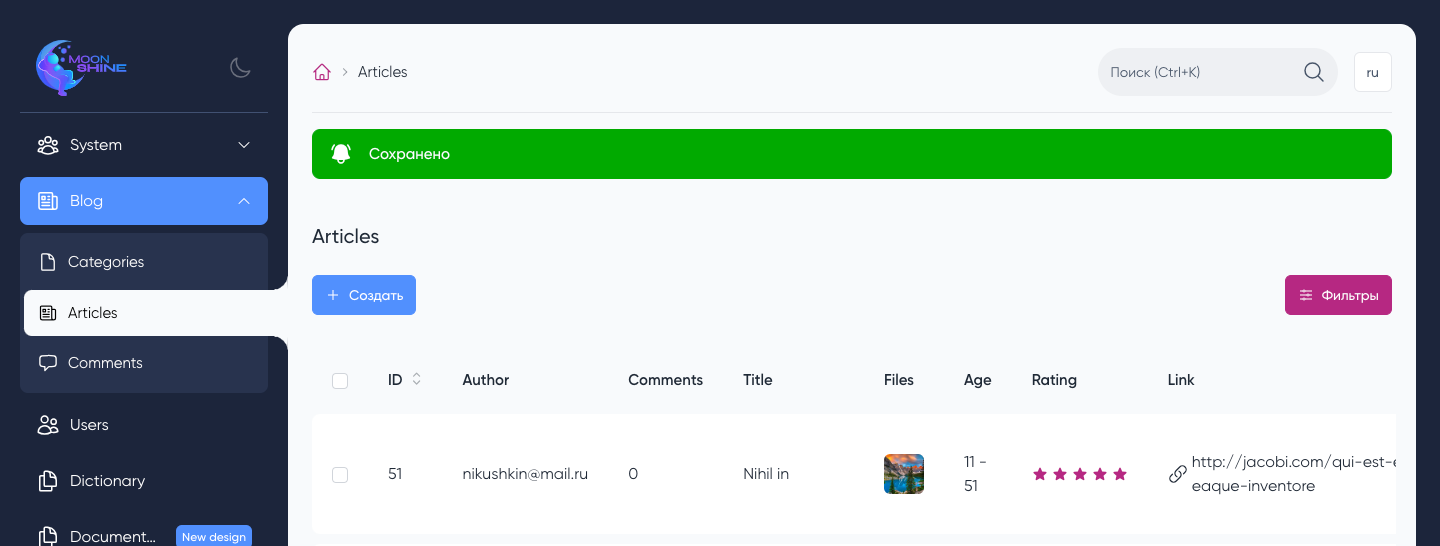 MOON
SHINE
System
Blog
Categories
Articles
Comments
Users
Dictionary
Document...
New design
Articles
Поиск (Ctrl+K)
ru
Сохранено
Articles
Создать
Фильтры
ID Author Comments Title Files Age Rating Link
51 nikushkin@mail.ru 0 Nihil in 11 - http://jacobi.com/qui-est-e
51 eaque-inventore